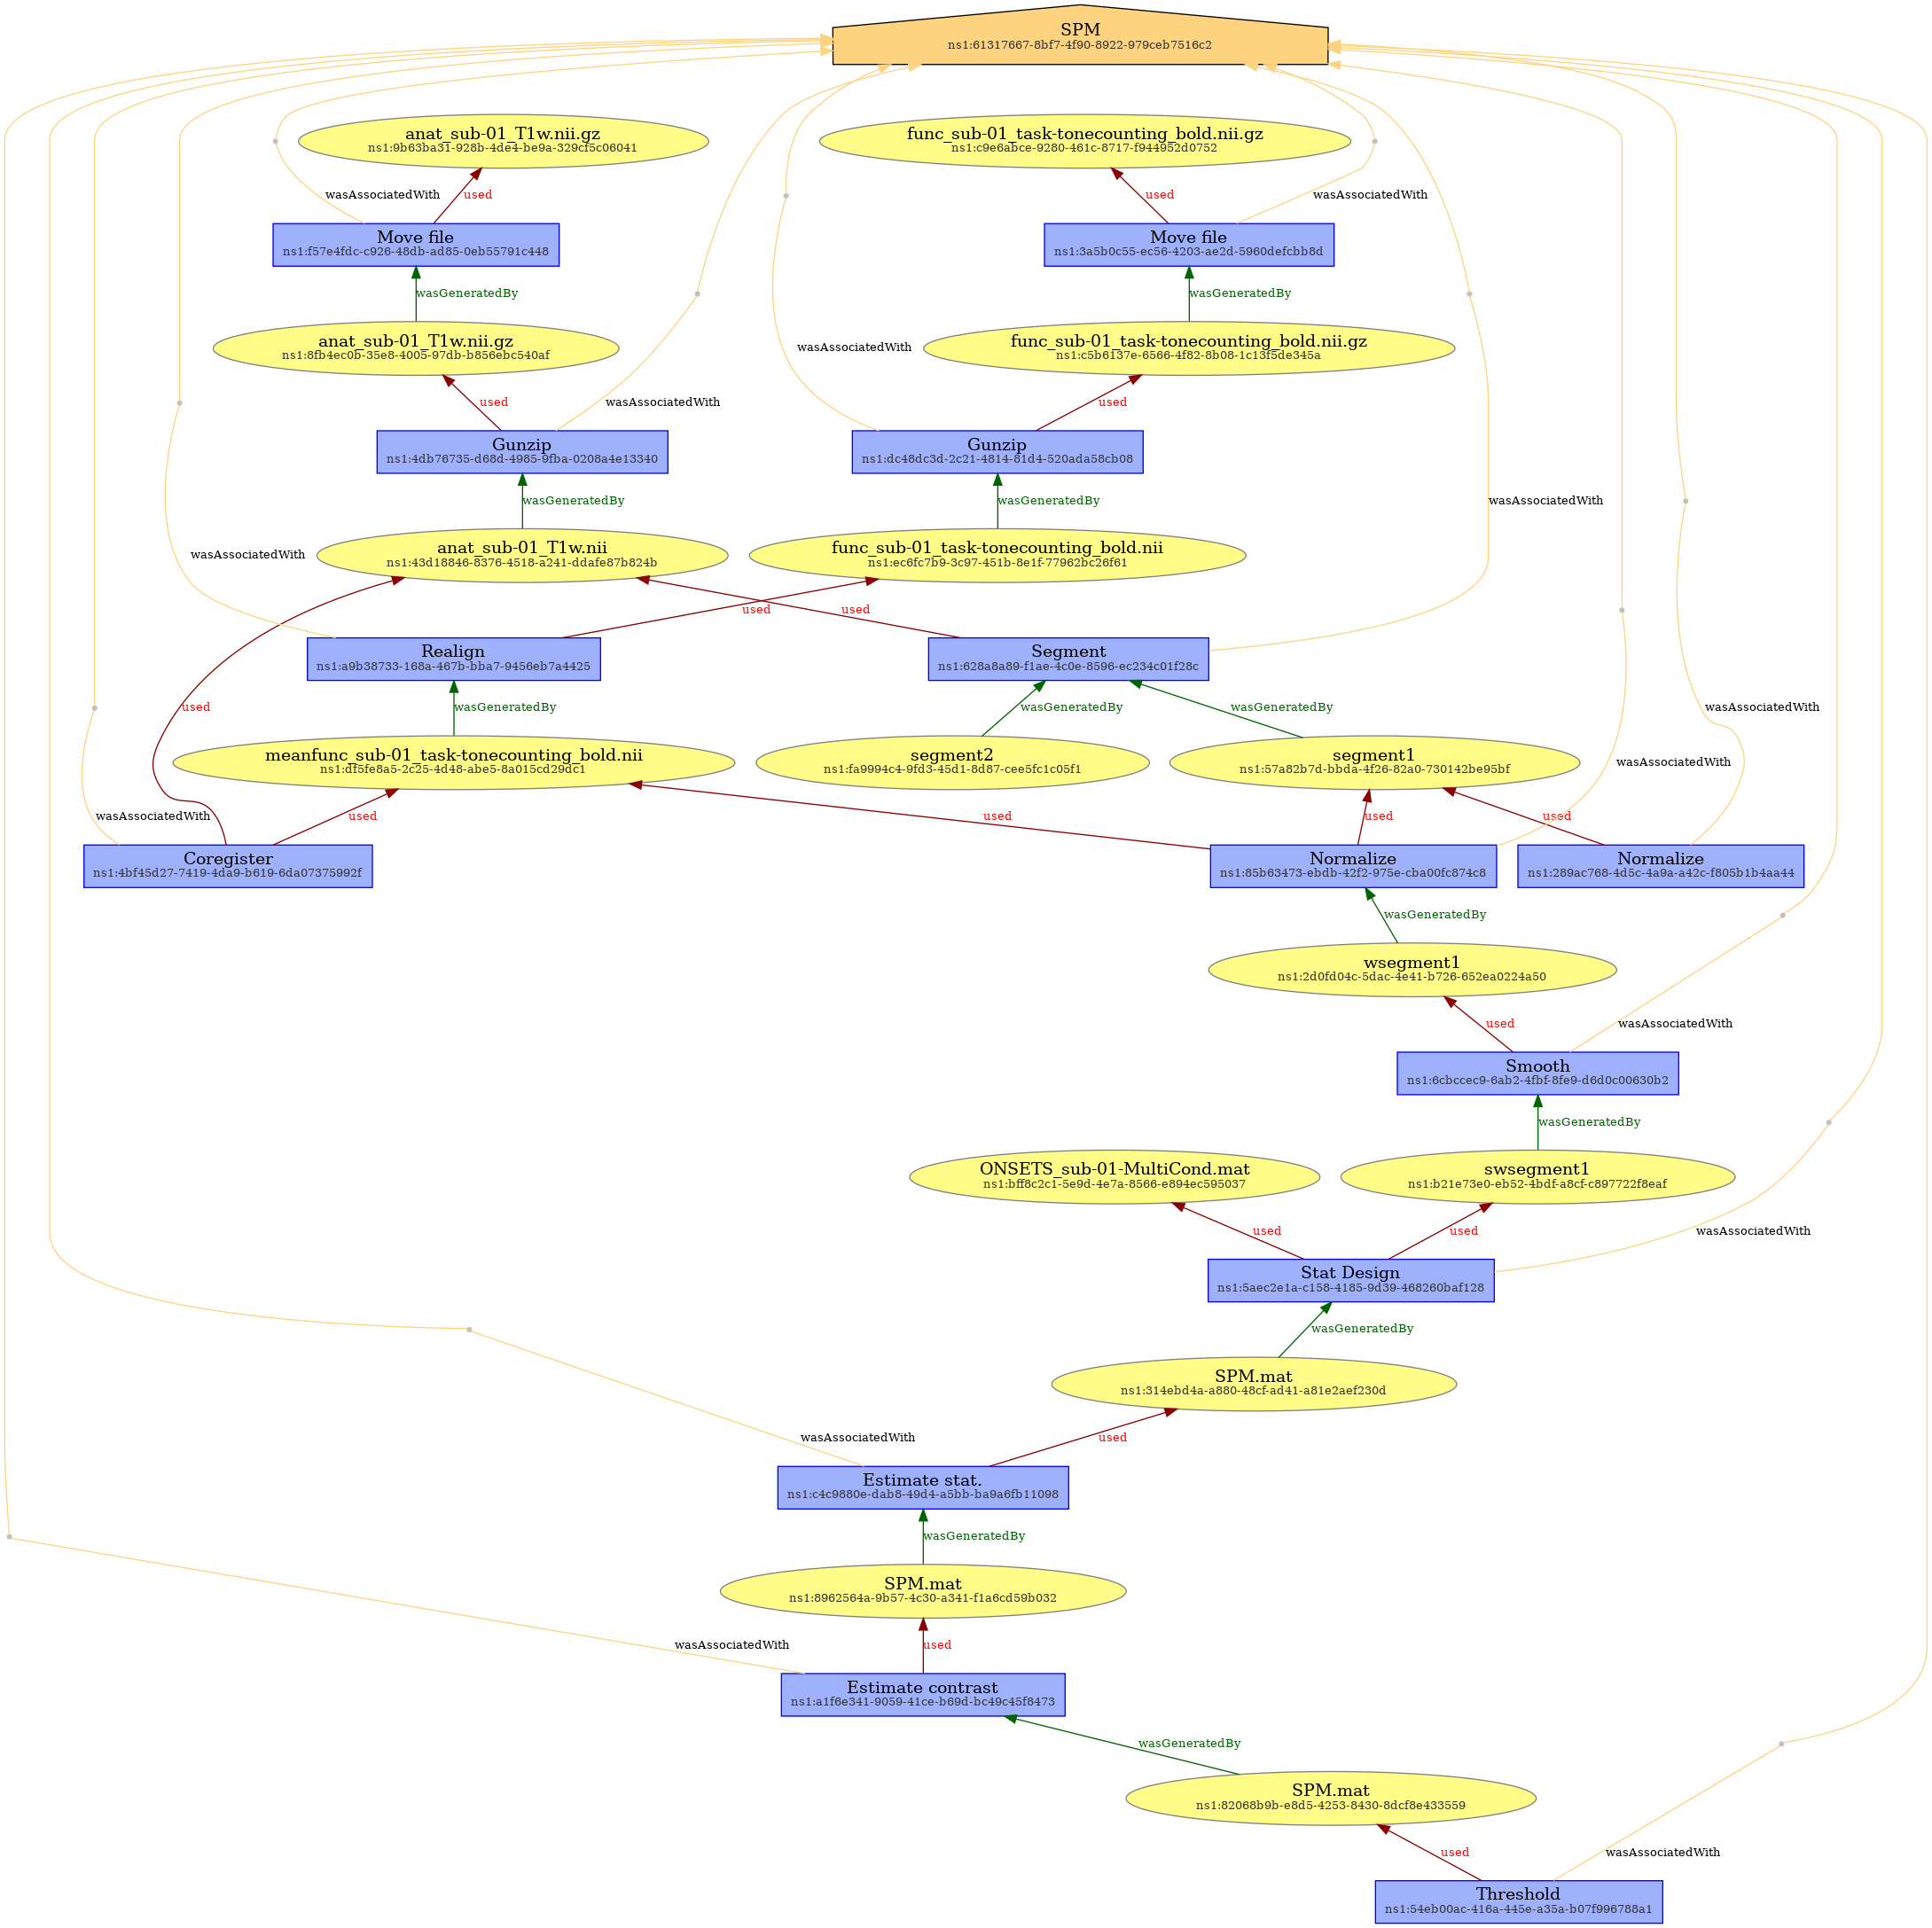 SPM
ns1:61317667-8bf7-4f90-8922-979ceb7516c2
anat_sub-01_T1w.nii.gz
ns1:9b63ba31-928b-4de4-be9a-329cf5c06041
func_sub-01_task-tonecounting_bold.nii.gz
ns1:c9e6abce-9280-461c-8717-f944952d0752
wasAssociatedWith
used
used
wasAssociatedWith
Move file
ns1:f57e4fdc-c926-48db-ad85-0eb55791c448
Move file
ns1:3a5b0c55-ec56-4203-ae2d-5960defcbb8d
wasGeneratedBy
wasGeneratedBy
anat_sub-01_T1w.nii.gz
ns1:8fb4ec0b-35e8-4005-97db-b856ebc540af
wasAssociatedWith
func_sub-01_task-tonecounting_bold.nii.gz
ns1:c5b6137e-6566-4f82-8b08-1c13f5de345a
used
wasAssociatedWith
used
Gunzip
ns1:4db76735-d68d-4985-9fba-0208a4e13340
Gunzip
ns1:dc48dc3d-2c21-4814-81d4-520ada58cb08
wasGeneratedBy
wasGeneratedBy
wasAssociatedWith
wasAssociatedWith
anat_sub-01_T1w.nii
ns1:43d18846-8376-4518-a241-ddafe87b824b
func_sub-01_task-tonecounting_bold.nii
ns1:ec6fc7b9-3c97-451b-8e1f-77962bc26f61
used
used
Realign
ns1:a9b38733-168a-467b-bba7-9456eb7a4425
Segment
ns1:628a8a89-f1ae-4c0e-8596-ec234c01f28c
used
wasGeneratedBy
wasGeneratedBy
wasGeneratedBy
wasAssociatedWith
meanfunc_sub-01_task-tonecounting_bold.nii
ns1:df5fe8a5-2c25-4d48-abe5-8a015cd29dc1
segment2
ns1:fa9994c4-9fd3-45d1-8d87-cee5fc1c05f1
segment1
ns1:57a82b7d-bbda-4f26-82a0-730142be95bf
wasAssociatedWith
wasAssociatedWith
used
used
used
used
Coregister
ns1:4bf45d27-7419-4da9-b619-6da07375992f
Normalize
ns1:85b63473-ebdb-42f2-975e-cba00fc874c8
Normalize
ns1:289ac768-4d5c-4a9a-a42c-f805b1b4aa44
wasGeneratedBy
wsegment1
ns1:2d0fd04c-5dac-4e41-b726-652ea0224a50
used
wasAssociatedWith
Smooth
ns1:6cbccec9-6ab2-4fbf-8fe9-d6d0c00630b2
wasGeneratedBy
ONSETS_sub-01-MultiCond.mat
ns1:bff8c2c1-5e9d-4e7a-8566-e894ec595037
swsegment1
ns1:b21e73e0-eb52-4bdf-a8cf-c897722f8eaf
used
used
wasAssociatedWith
Stat Design
ns1:5aec2e1a-c158-4185-9d39-468260baf128
wasGeneratedBy
SPM.mat
ns1:314ebd4a-a880-48cf-ad41-a81e2aef230d
wasAssociatedWith
used
Estimate stat.
ns1:c4c9880e-dab8-49d4-a5bb-ba9a6fb11098
wasGeneratedBy
SPM.mat
ns1:8962564a-9b57-4c30-a341-f1a6cd59b032
wasAssociatedWith
used
Estimate contrast
ns1:a1f6e341-9059-41ce-b69d-bc49c45f8473
wasGeneratedBy
SPM.mat
ns1:82068b9b-e8d5-4253-8430-8dcf8e433559
used
wasAssociatedWith
Threshold
ns1:54eb00ac-416a-445e-a35a-b07f996788a1